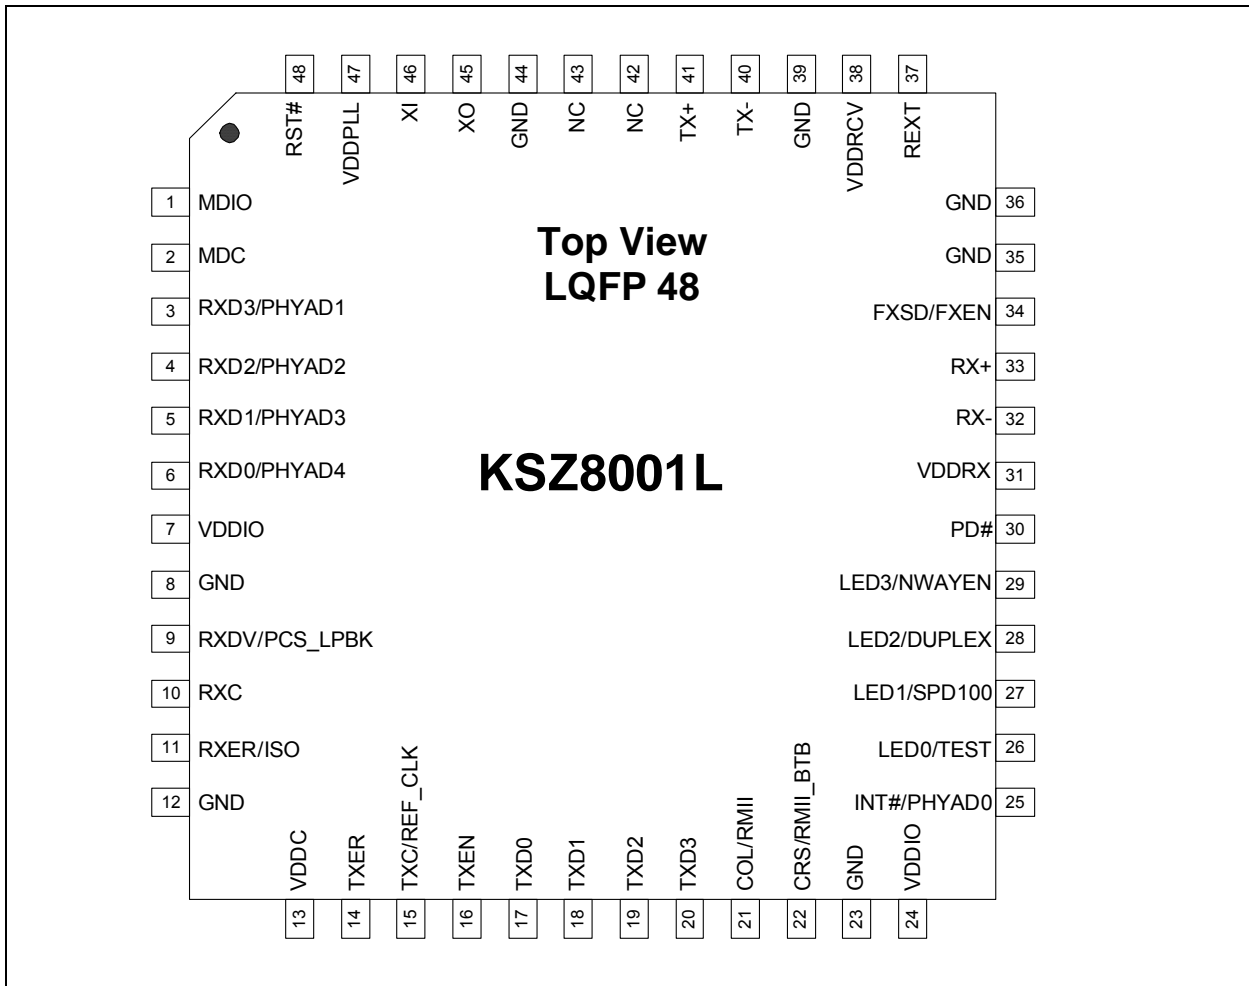 48 47 46 45 44 43 42 41 40 39 38 37
RST# VDDPLL XI XO GND NC NC TX+ TX- GND VDDRCV REXT
1 MDIO
GND 36
2 MDC
GND 35
3 RXD3/PHYAD1
FXSD/FXEN 34
4 RXD2/PHYAD2
RX+ 33
5 RXD1/PHYAD3
RX- 32
6 RXD0/PHYAD4
VDDRX 31
7 VDDIO
PD# 30
8 GND
LED3/NWAYEN 29
9 RXDV/PCS_LPBK
LED2/DUPLEX 28
10 RXC
LED1/SPD100 27
11 RXER/ISO
LED0/TEST 26
12 GND
INT#/PHYAD0 25
Top View
LQFP 48
KSZ8001L
VDDC TXER TXC/REF_CLK TXEN TXD0 TXD1 TXD2 TXD3 COL/RMII CRS/RMII_BTB GND VDDIO
13 14 15 16 17 18 19 20 21 22 23 24